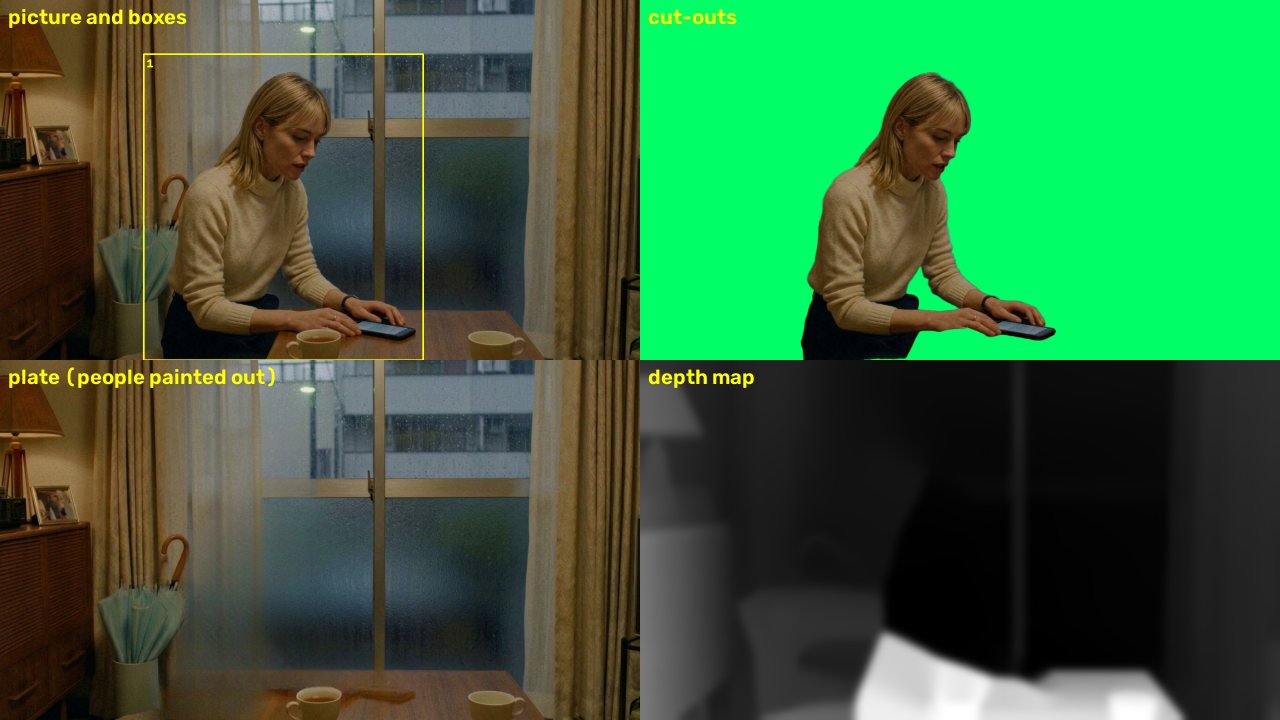 picture and boxes
1
cut-outs
plate (people painted out)
depth map